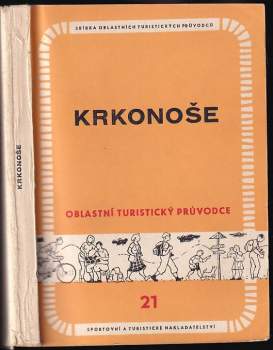 KRKONOŠE
SBÍRKA OBLASTNÍCH TURISTICKÝCH PRŮVODCŮ
KRKONOŠE
OBLASTNÍ TURISTICKÝ PRŮVODCE
21
SPORTOVNÍ A TURISTICKÉ NAKLADATELSTVÍ